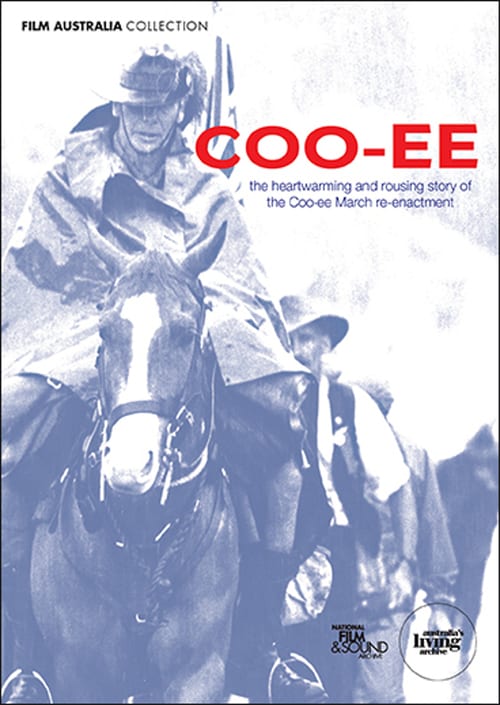 FILM AUSTRALIA COLLECTION
COO-EE
the heartwarming and rousing story of
the Coo-ee March re-enactment
NATIONAL
FILM
& SOUND
ARCHIVE
australia's
living
archive